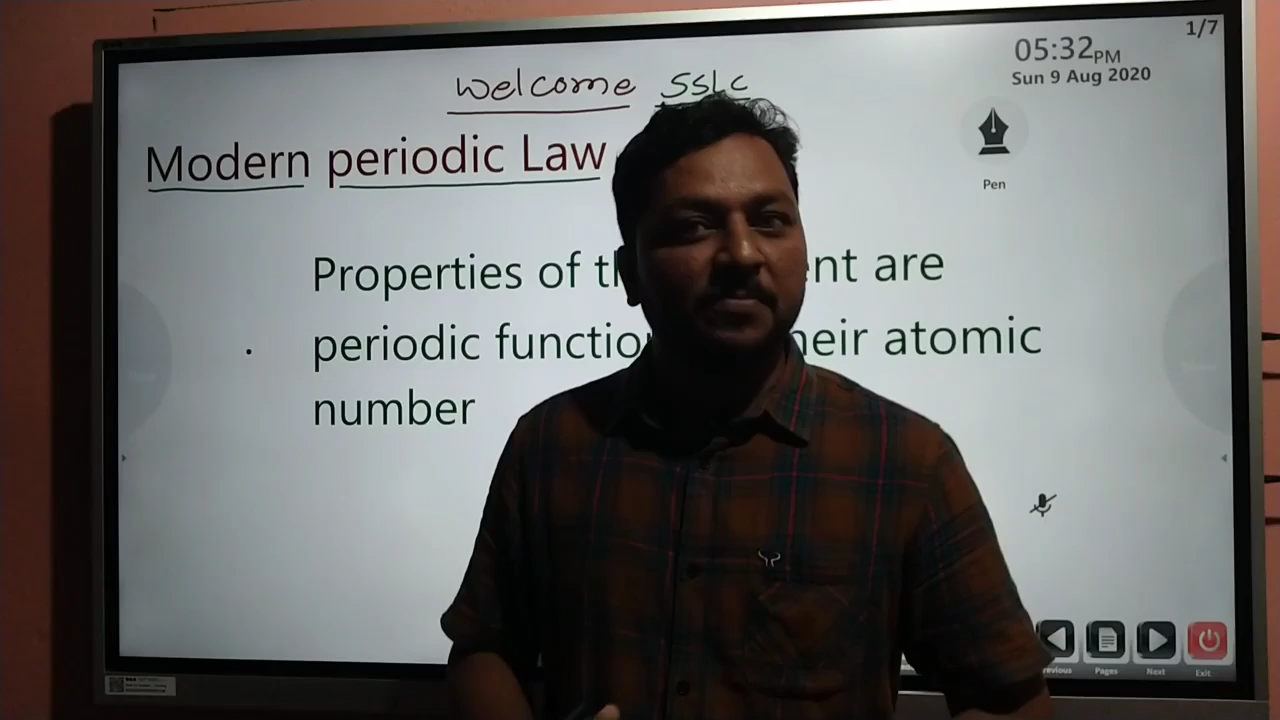 1/7
05:32PM
Sun 9 Aug 2020
welcome SSLC
Modern periodic Law
Pen
Properties of th ent are
periodic functio heir atomic
number
revious Pages Next Exit